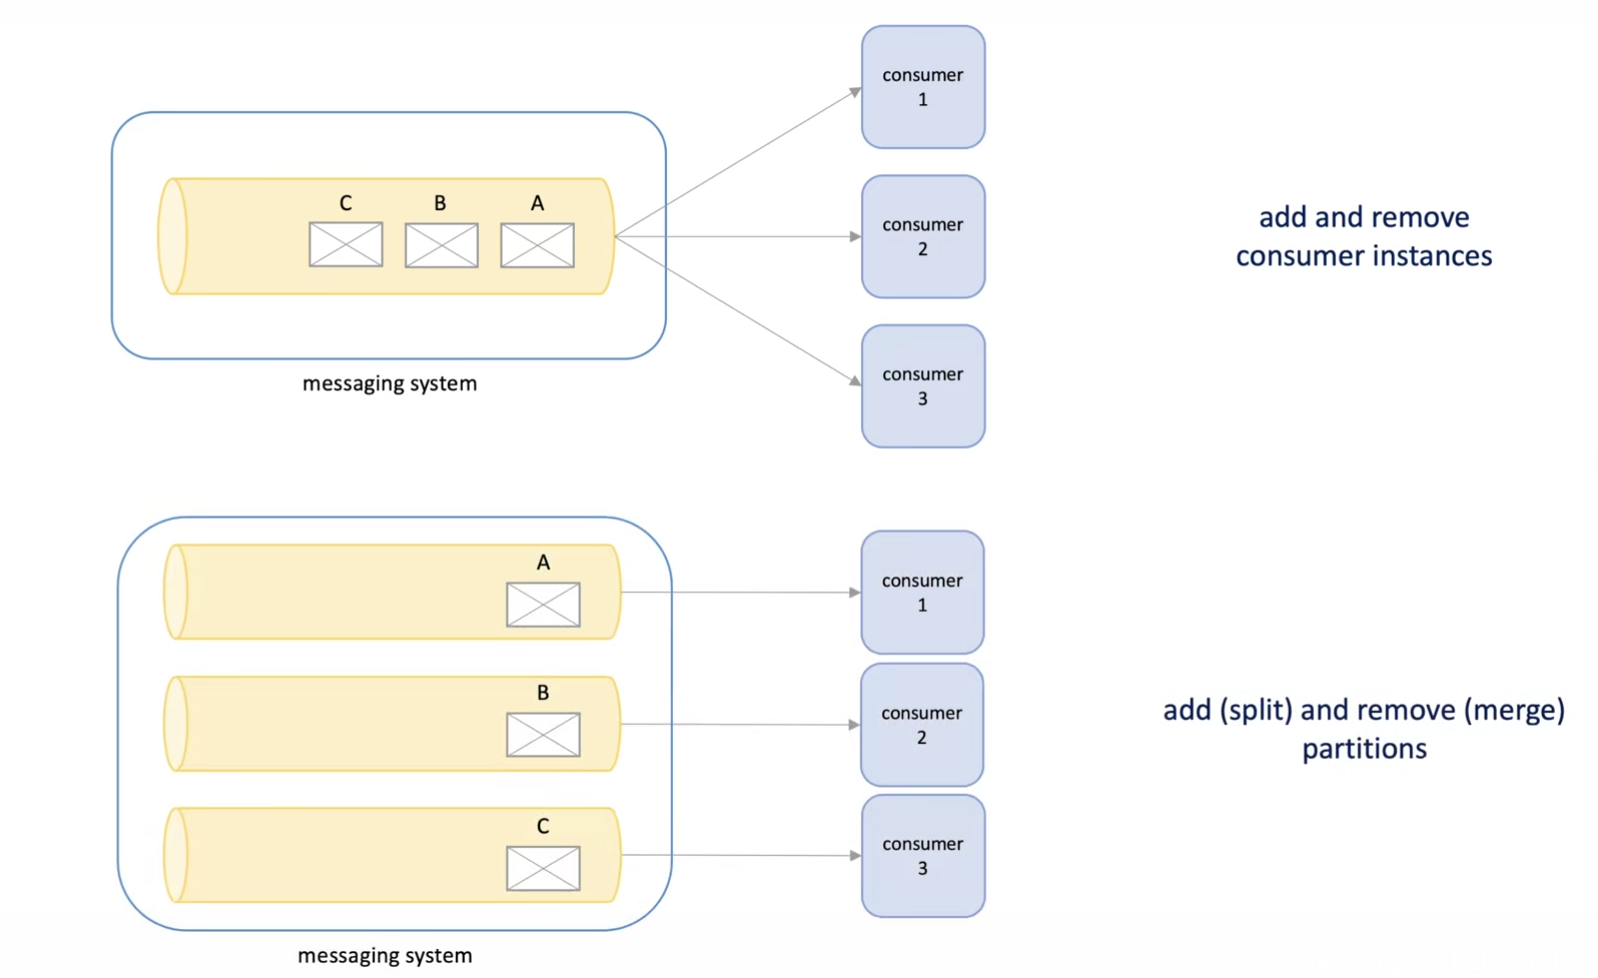 consumer
1
C B A
consumer
2
add and remove
consumer instances
consumer
3
messaging system
A
consumer
1
B
consumer
2
add (split) and remove (merge)
partitions
C
consumer
3
messaging system